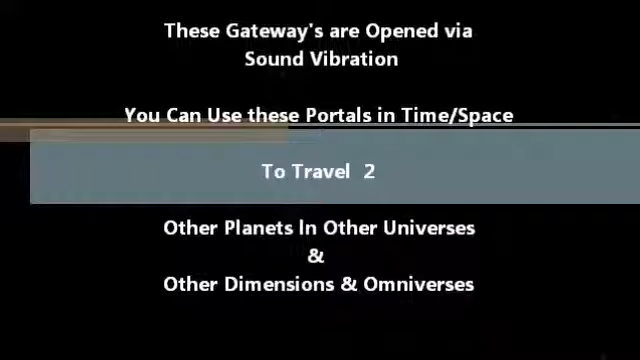 These Gateway's are Opened via
Sound Vibration
You Can Use these Portals in Time/Space
To Travel 2
Other Planets In Other Universes
&
Other Dimensions & Omniverses